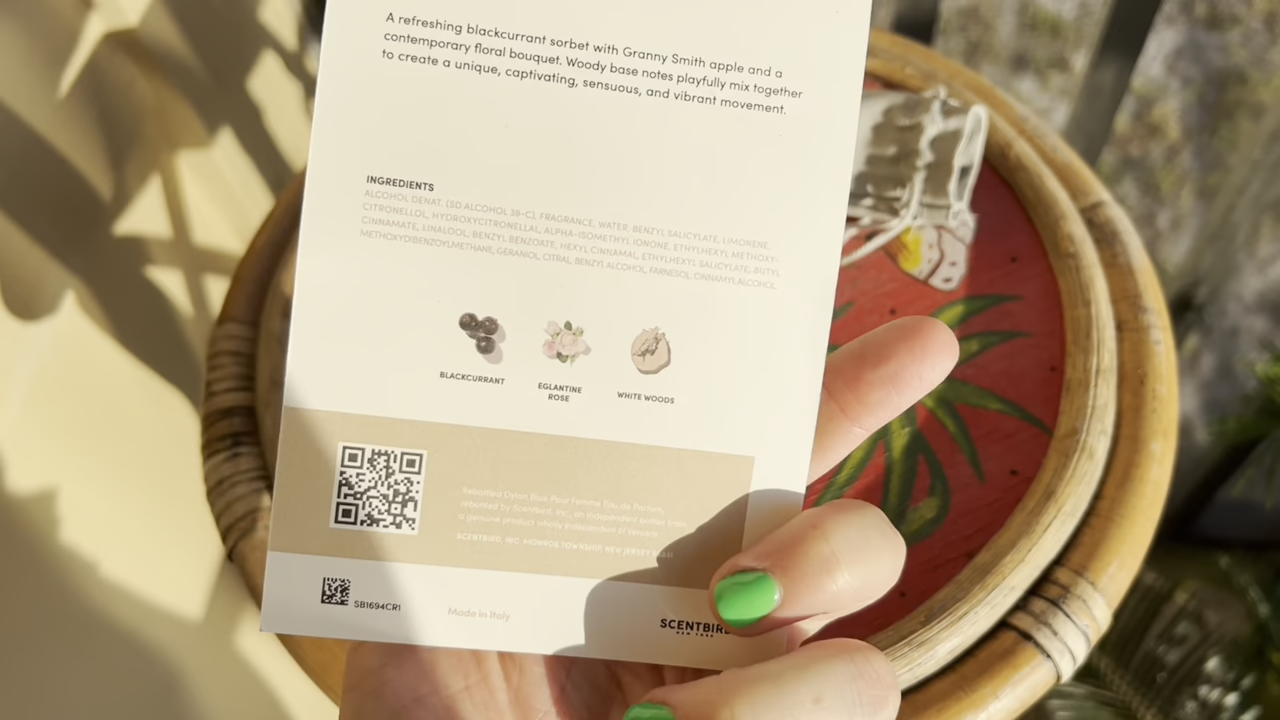 A refreshing blackcurrant sorbet with Granny Smith apple and a
contemporary floral bouquet. Woody base notes playfully mix together
to create a unique, captivating, sensuous, and vibrant movement.
INGREDIENTS
ALCOHOL DENAT. (SD ALCOHOL 39-C), FRAGRANCE, WATER, BENZYL SALICYLATE, LIMONENE,
CITRONELLOL, HYDROXYCITRONELLAL, ALPHA-ISOMETHYL IONONE, ETHYLHEXYL METHOXY-
CINNAMATE, LINALOOL, BENZYL BENZOATE, HEXYL CINNAMAL, ETHYLHEXYL SALICYLATE, BUTYL
METHOXYDIBENZOYLMETHANE, GERANIOL, CITRAL, BENZYL ALCOHOL, FARNESOL, CINNAMYL ALCOHOL
BLACKCURRANT
EGLANTINE
ROSE
WHITE WOODS
Rebottled Dylan Blue Pour Femme Eau de Parfum,
rebottled by Scentbird, Inc., an independent bottler from
a genuine product wholly independent of Versace
SCENTBIRD, INC. MONROE TOWNSHIP, NEW JERSEY
SB1694CR1
Made in Italy
SCENTBIRD
NEW YORK